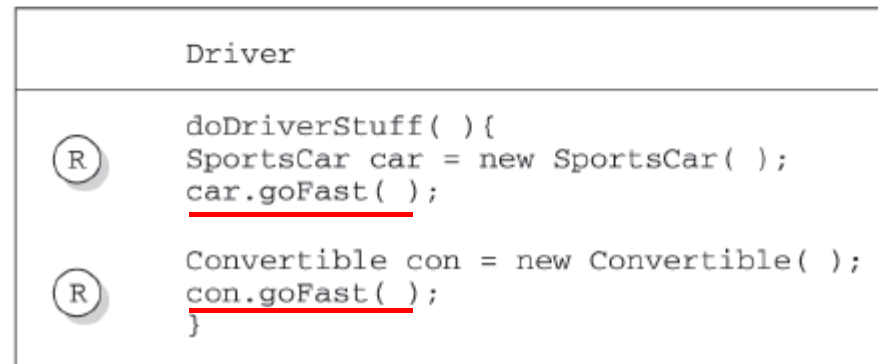 Driver
doDriverStuff( ){
R
SportsCar car = new SportsCar( );
car.goFast( );
Convertible con = new Convertible( );
R
con.goFast( );
}